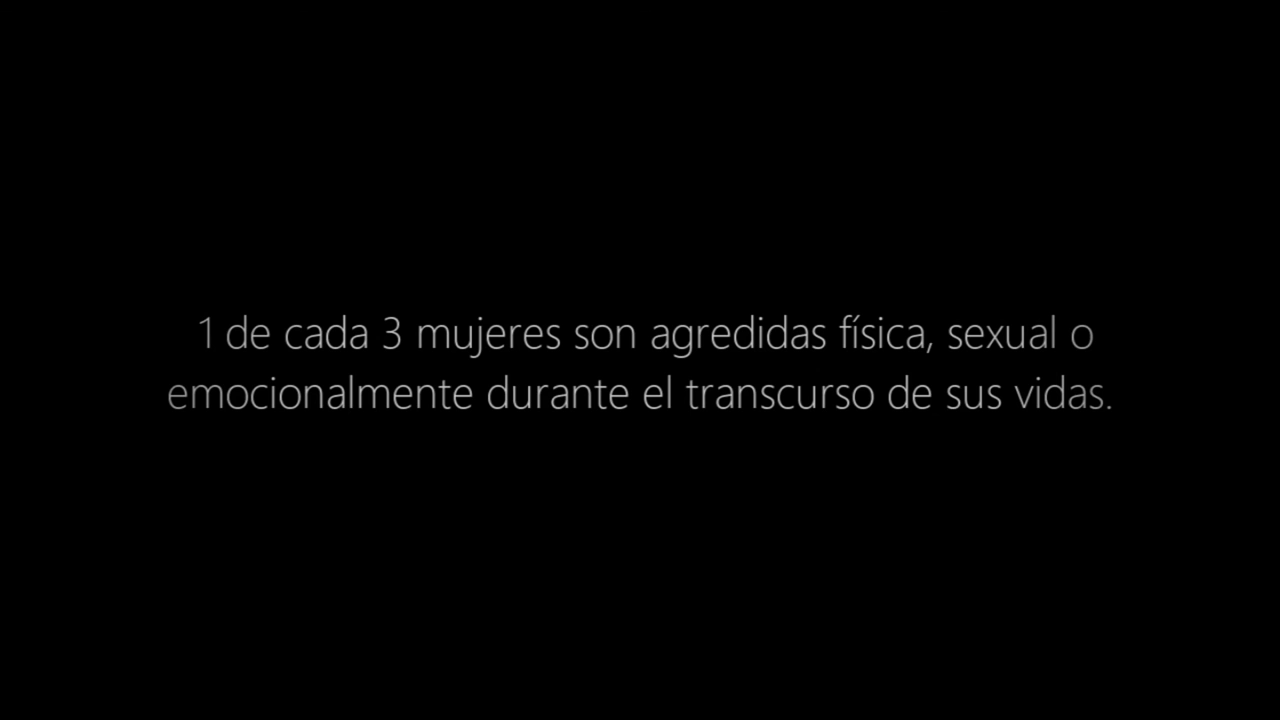 1 de cada 3 mujeres son agredidas física, sexual o
emocionalmente durante el transcurso de sus vidas.